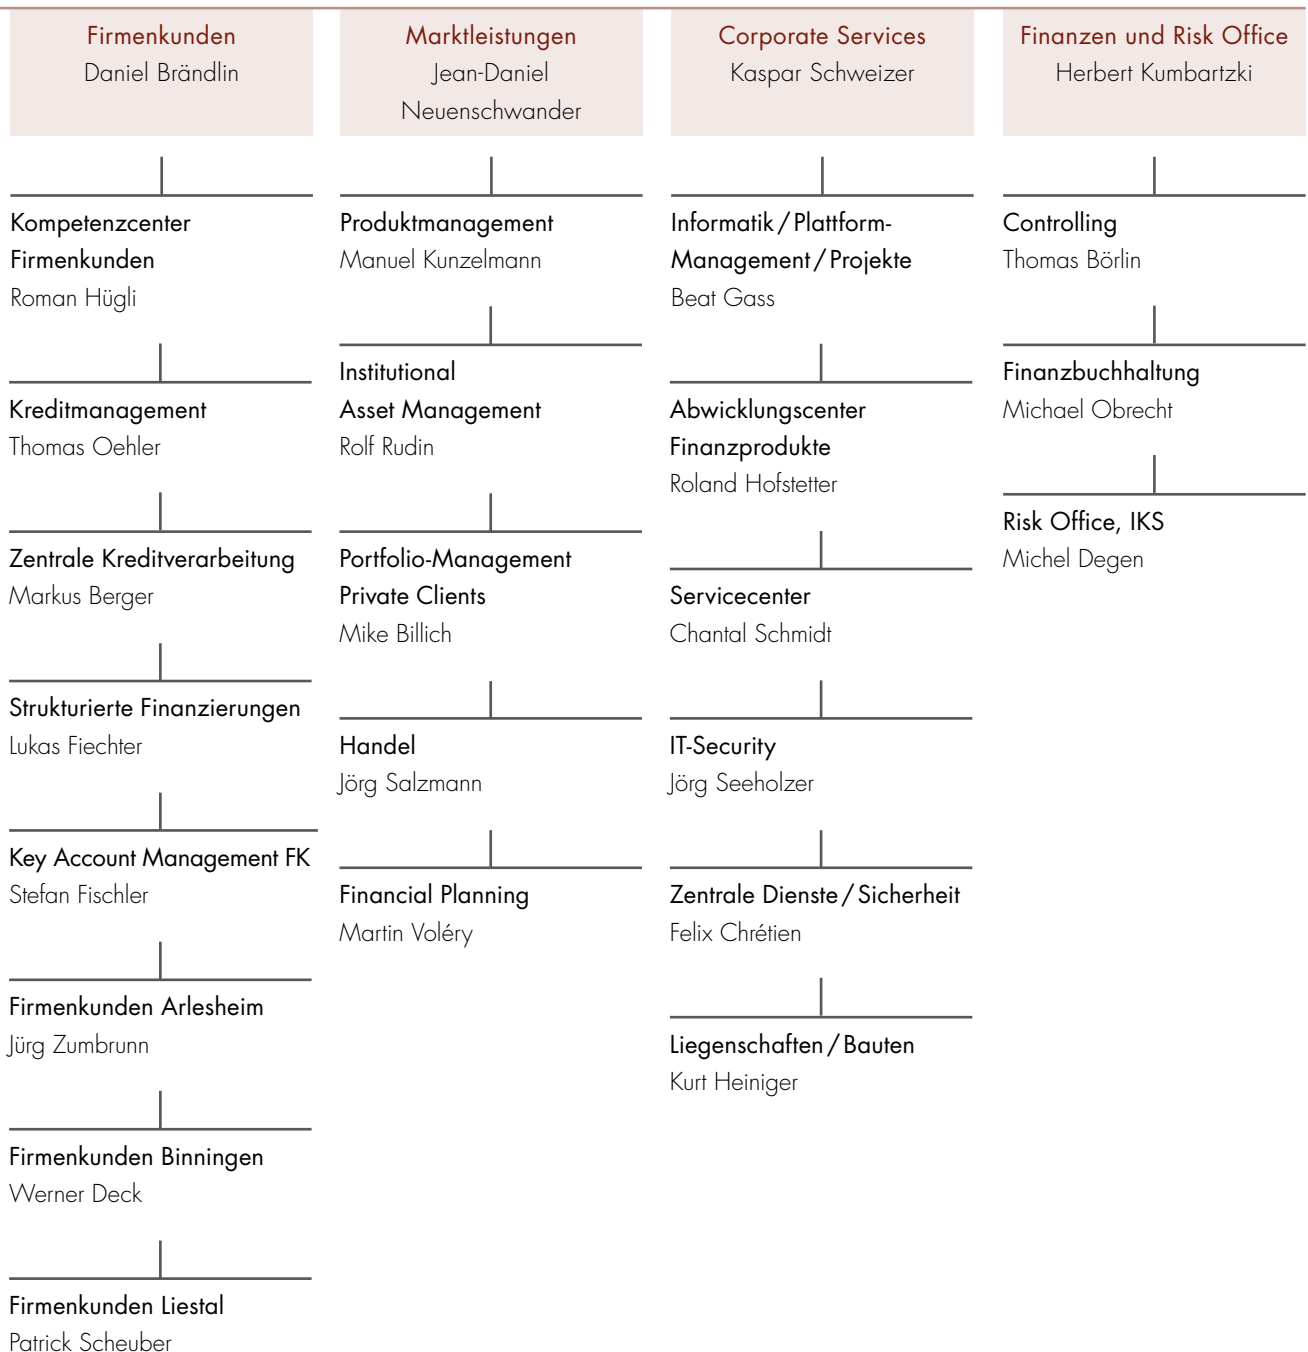 Firmenkunden
Daniel Brändlin
Kompetenzcenter
Firmenkunden
Roman Hügli
Kreditmanagement
Thomas Oehler
Zentrale Kreditverarbeitung
Markus Berger
Strukturierte Finanzierungen
Lukas Fiechter
Key Account Management FK
Stefan Fischler
Firmenkunden Arlesheim
Jürg Zumbrunn
Firmenkunden Binningen
Werner Deck
Firmenkunden Liestal
Patrick Scheuber
Marktleistungen
Jean-Daniel
Neuenschwander
Produktmanagement
Manuel Kunzelmann
Institutional
Asset Management
Rolf Rudin
Portfolio-Management
Private Clients
Mike Billich
Handel
Jörg Salzmann
Financial Planning
Martin Voléry
Corporate Services
Kaspar Schweizer
Informatik / Plattform-
Management / Projekte
Beat Gass
Abwicklungscenter
Finanzprodukte
Roland Hofstetter
Servicecenter
Chantal Schmidt
IT-Security
Jörg Seeholzer
Zentrale Dienste / Sicherheit
Felix Chrétien
Liegenschaften / Bauten
Kurt Heiniger
Finanzen und Risk Office
Herbert Kumbartzki
Controlling
Thomas Börlin
Finanzbuchhaltung
Michael Obrecht
Risk Office, IKS
Michel Degen